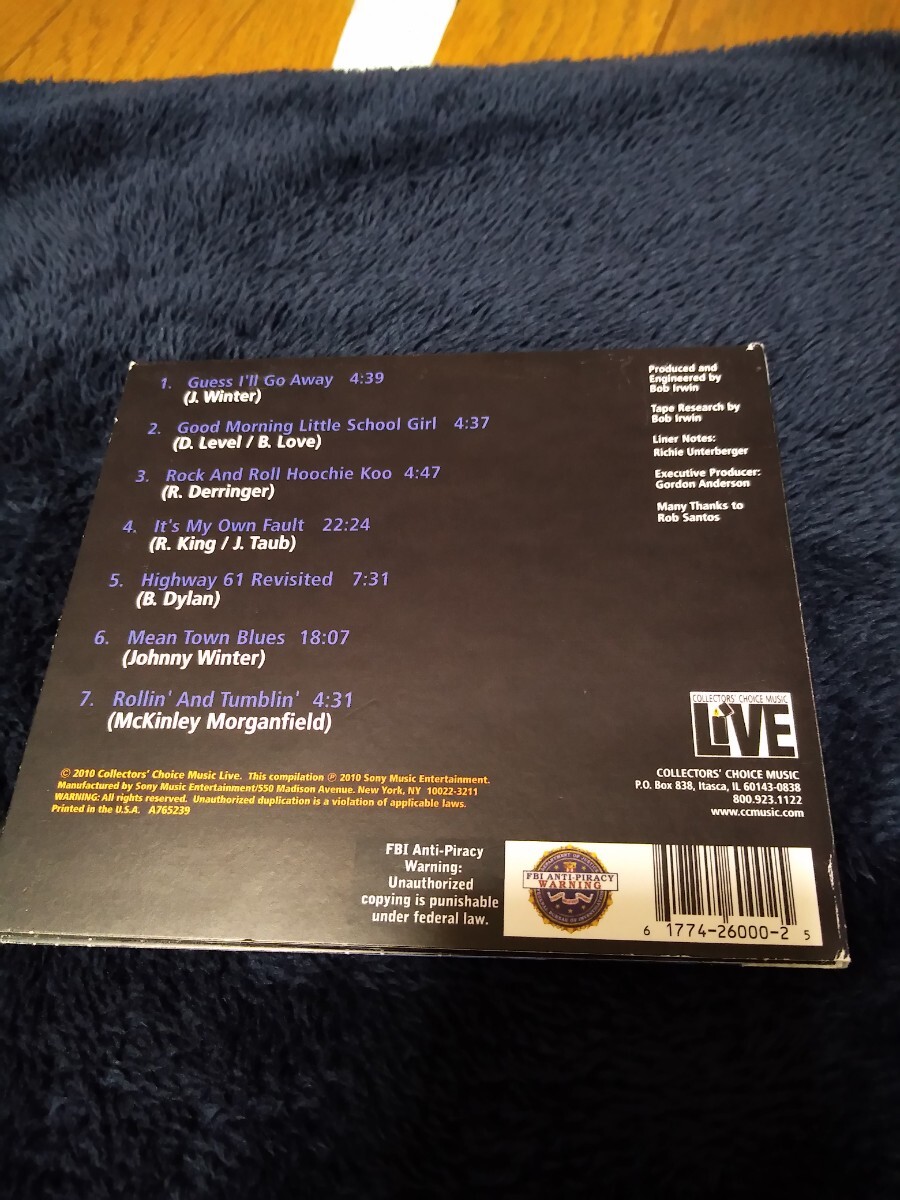 1. Guess I'll Go Away 4:39
(J. Winter)
2. Good Morning Little School Girl 4:37
(D. Level / B. Love)
3. Rock And Roll Hoochie Koo 4:47
(R. Derringer)
4. It's My Own Fault 22:24
(R. King / J. Taub)
5. Highway 61 Revisited 7:31
(B. Dylan)
6. Mean Town Blues 18:07
(Johnny Winter)
7. Rollin' And Tumblin' 4:31
(McKinley Morganfield)
Produced and
Engineered by
Bob Irwin
Tape Research by
Bob Irwin
Liner Notes:
Richie Unterberger
Executive Producer:
Gordon Anderson
Many Thanks to
Rob Santos
© 2010 Collectors' Choice Music Live. This compilation ℗ 2010 Sony Music Entertainment.
Manufactured by Sony Music Entertainment/550 Madison Avenue. New York, NY 10022-3211
WARNING: All rights reserved. Unauthorized duplication is a violation of applicable laws.
Printed in the U.S.A. A765239
COLLECTORS' CHOICE MUSIC
LIVE
COLLECTORS' CHOICE MUSIC
P.O. Box 838, Itasca, IL 60143-0838
800.923.1122
www.ccmusic.com
FBI Anti-Piracy
Warning:
Unauthorized
copying is punishable
under federal law.
DEPARTMENT OF JUSTICE
FBI ANTI-PIRACY
WARNING
BUREAU OF INVESTIGATION
6 1774-26000-2 5